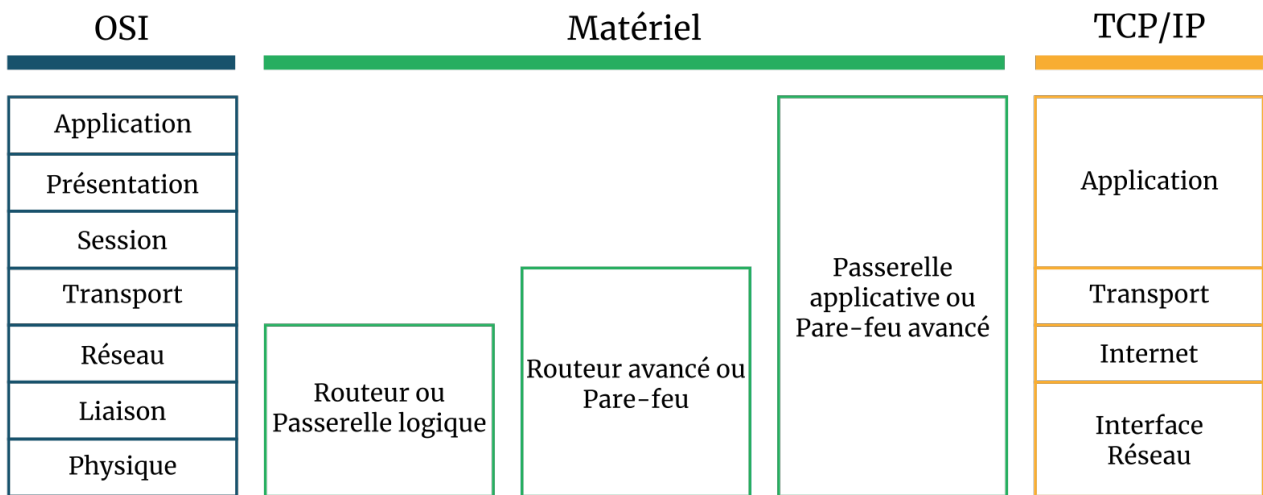 OSI
Matériel
TCP/IP
Application
Présentation
Session
Transport
Réseau
Liaison
Physique
Routeur ou
Passerelle logique
Routeur avancé ou
Pare-feu
Passerelle
applicative ou
Pare-feu avancé
Application
Transport
Internet
Interface
Réseau